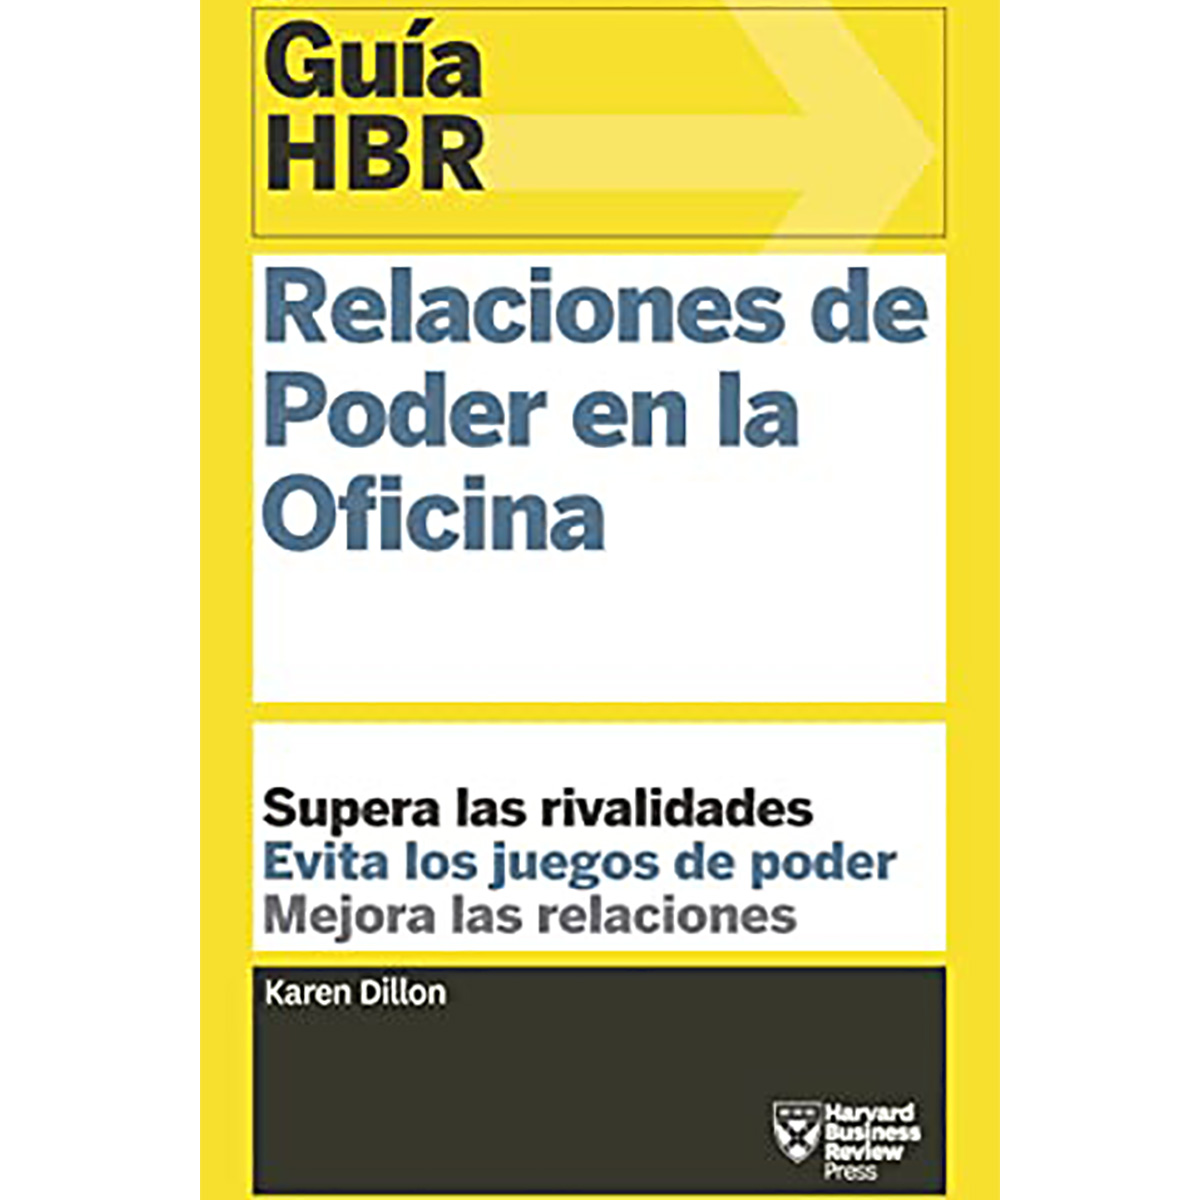 Guía
HBR
Relaciones de
Poder en la
Oficina
Supera las rivalidades
Evita los juegos de poder
Mejora las relaciones
Karen Dillon
Harvard
Business
Review
Press